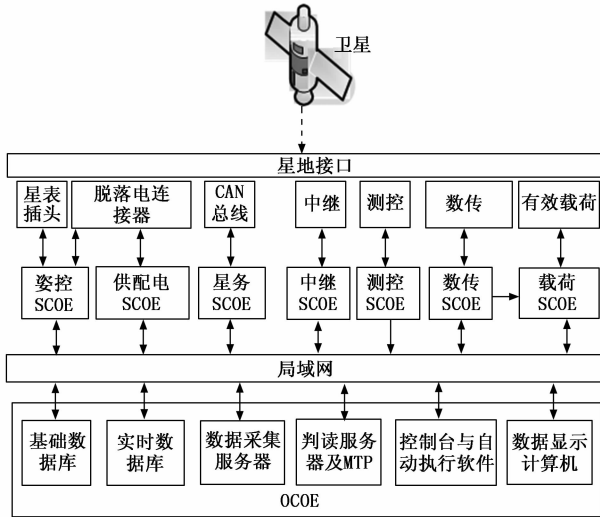 卫星
星地接口
星表
插头
脱落电连
接器
CAN
总线
中继
测控
数传
有效载荷
姿控
SCOE
供配电
SCOE
星务
SCOE
中继
SCOE
测控
SCOE
数传
SCOE
载荷
SCOE
局域网
基础数
据库
实时数
据库
数据采集
服务器
判读服务
器及MTP
控制台与自
动执行软件
数据显示
计算机
OCOE